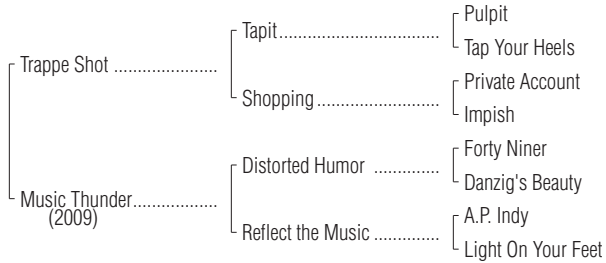 Pulpit
Tapit
Tap Your Heels
Trappe Shot
Private Account
Shopping
Impish
Forty Niner
Distorted Humor
Danzig's Beauty
Music Thunder
(2009)
A.P. Indy
Reflect the Music
Light On Your Feet